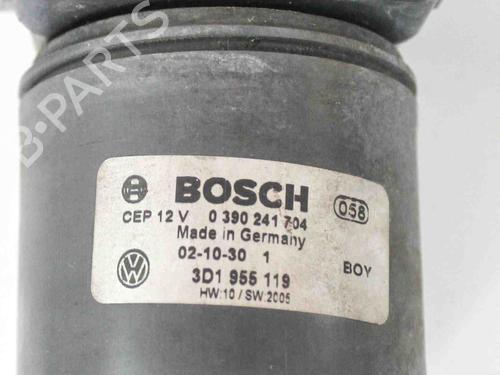 B-PARTS
BOSCH
058
CEP 12 V 0 390 241 704
Made in Germany
02-10-30 1
BOY
3D1 955 119
HW:10 / SW:2005